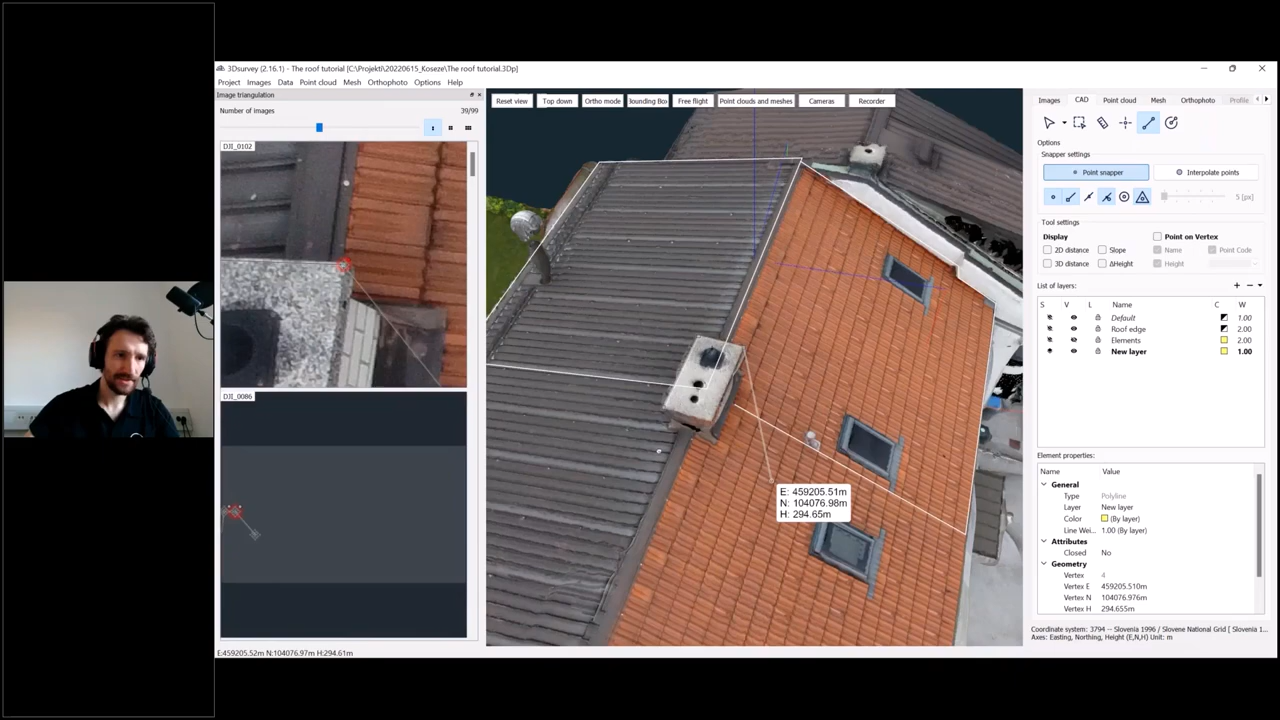 3Dsurvey (2.16.1) - The roof tutorial [C:\Projekti\20220615_Koseze\The roof tutorial.3Dp]
Project Images Data Point cloud Mesh Orthophoto Options Help
Image triangulation
Number of images 39/99
DJI_0102
DJI_0086
E:459205.52m N:104076.97m H:294.61m
Reset view Top down Ortho mode Bounding Bo Free flight Point clouds and meshes Cameras Recorder
E: 459205.51m
N: 104076.98m
H: 294.65m
Images CAD Point cloud Mesh Orthophoto Profile
Options
Snapper settings
Point snapper Interpolate points
5 [px]
Tool settings
Display Point on Vertex
2D distance Slope Name Point Code
3D distance ΔHeight Height
List of layers:
S V L Name C W
Default 1.00
Roof edge 2.00
Elements 2.00
New layer 1.00
Element properties:
Name Value
General
Type Polyline
Layer New layer
Color (By layer)
Line Wei... 1.00 (By layer)
Attributes
Closed No
Geometry
Vertex 4
Vertex E 459205.510m
Vertex N 104076.976m
Vertex H 294.655m
Coordinate system: 3794 -- Slovenia 1996 / Slovene National Grid [ Slovenia 1...
Axes: Easting, Northing, Height (E,N,H) Unit: m